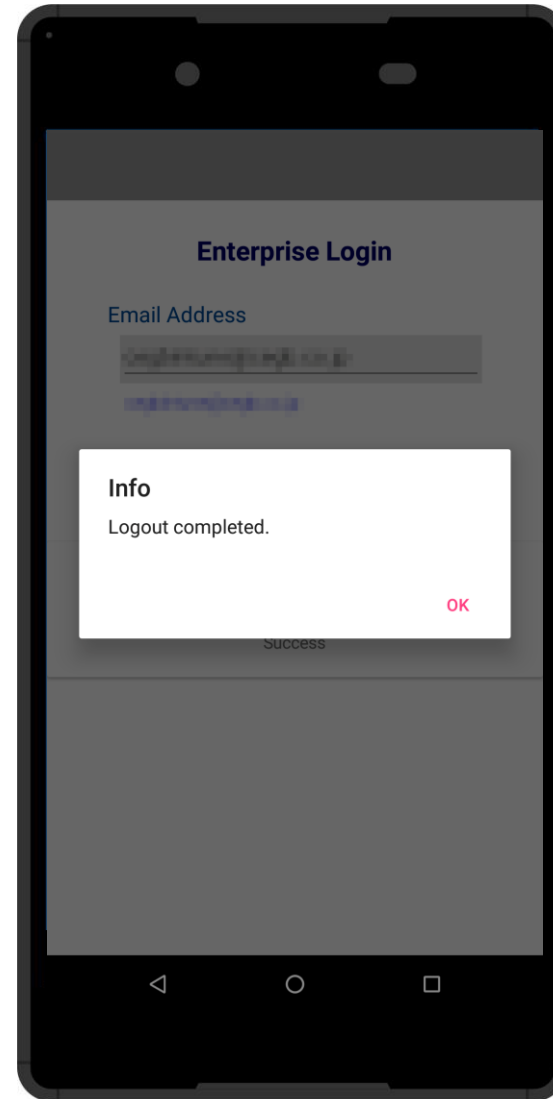 Enterprise Login
Email Address
Info
Logout completed.
OK
Success